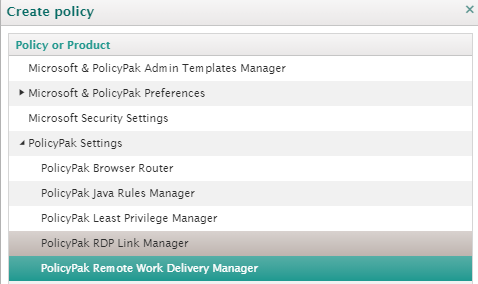 Create policy
Policy or Product
Microsoft & PolicyPak Admin Templates Manager
Microsoft & PolicyPak Preferences
Microsoft Security Settings
PolicyPak Settings
PolicyPak Browser Router
PolicyPak Java Rules Manager
PolicyPak Least Privilege Manager
PolicyPak RDP Link Manager
PolicyPak Remote Work Delivery Manager